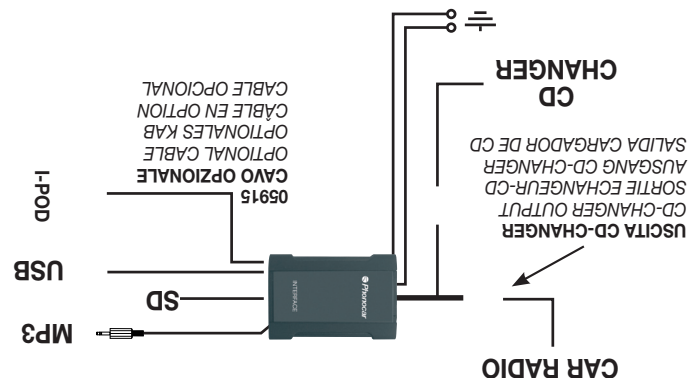 CAR RADIO
USCITA CD-CHANGER
CD-CHANGER OUTPUT
SORTIE ECHANGEUR-CD
AUSGANG CD-CHANGER
SALIDA CARGADOR DE CD
CD
CHANGER
Phonocar
INTERFACE
MP3
SD
USB
I-POD
05915
CAVO OPZIONALE
OPTIONAL CABLE
OPTIONALES KAB
CÂBLE EN OPTION
CABLE OPCIONAL